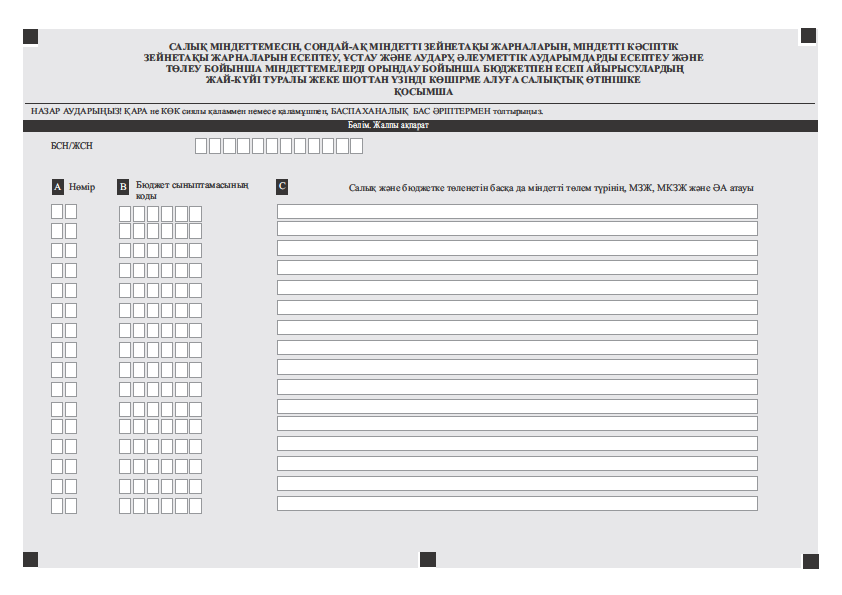 САЛЫҚ МІНДЕТТЕМЕСІН, СОНДАЙ-АҚ МІНДЕТТІ ЗЕЙНЕТАҚЫ ЖАРНАЛАРЫН, МІНДЕТТІ КӘСІПТІК
ЗЕЙНЕТАҚЫ ЖАРНАЛАРЫН ЕСЕПТЕУ, ҰСТАУ ЖӘНЕ АУДАРУ, ӘЛЕУМЕТТІК АУДАРЫМДАРДЫ ЕСЕПТЕУ ЖӘНЕ
ТӨЛЕУ БОЙЫНША МІНДЕТТЕМЕЛЕРДІ ОРЫНДАУ БОЙЫНША БЮДЖЕТПЕН ЕСЕП АЙЫРЫСУЛАРДЫҢ
ЖАЙ-КҮЙІ ТУРАЛЫ ЖЕКЕ ШОТТАН ҮЗІНДІ КӨШІРМЕ АЛУҒА САЛЫҚТЫҚ ӨТІНІШКЕ
ҚОСЫМША
НАЗАР АУДАРЫҢЫЗ! ҚАРА не КӨК сиялы қаламмен немесе қаламұшпен, БАСПАХАНАЛЫҚ БАС ӘРІПТЕРМЕН толтырыңыз.
Бөлім. Жалпы ақпарат
БСН/ЖСН
A Нөмір
B Бюджет сыныптамасының
коды
C Салық және бюджетке төленетін басқа да міндетті төлем түрінің, МЗЖ, МКЗЖ және ӘА атауы